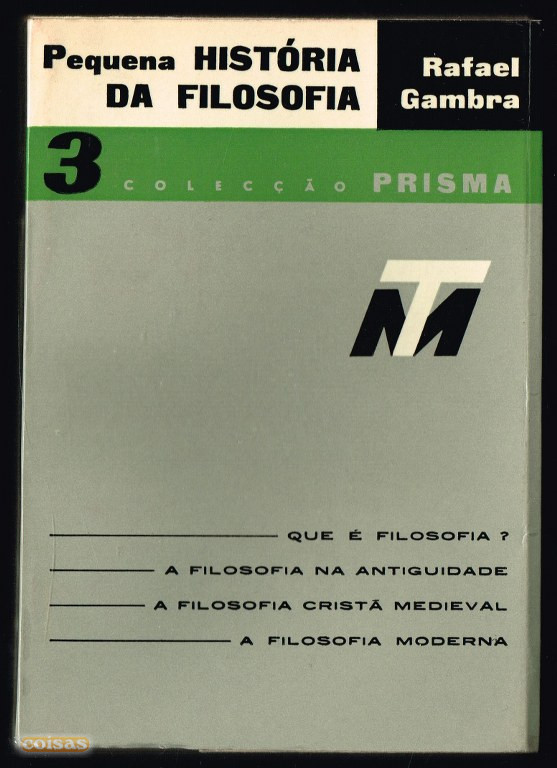 Pequena HISTÓRIA
DA FILOSOFIA
Rafael
Gambra
3 COLECÇÃO PRISMA
TM
QUE É FILOSOFIA?
A FILOSOFIA NA ANTIGUIDADE
A FILOSOFIA CRISTÃ MEDIEVAL
A FILOSOFIA MODERNA
coisas